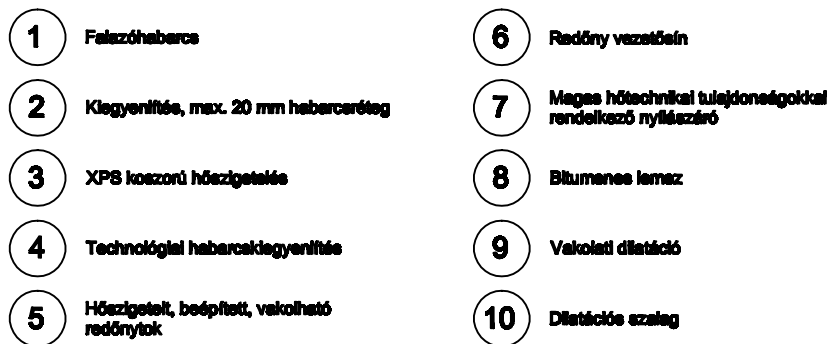 1 Falazóhabarcs
2 Kiegyenlítés, max. 20 mm habarcsréteg
3 XPS koszorú hőszigetelés
4 Technológiai habarcskiegyenlítés
5 Hőszigetelt, beépített, vakolható
redőnytok
6 Redőny vezetősín
7 Magas hőtechnikai tulajdonságokkal
rendelkező nyílászáró
8 Bitumenes lemez
9 Vakolati dilatáció
10 Dilatációs szalag